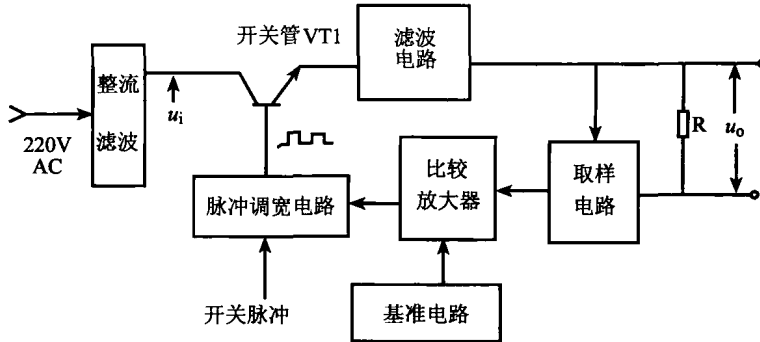 开关管VT1
滤波
电路
整流
滤波
u_i
220V
AC
R
u_o
脉冲调宽电路
比较
放大器
取样
电路
开关脉冲
基准电路